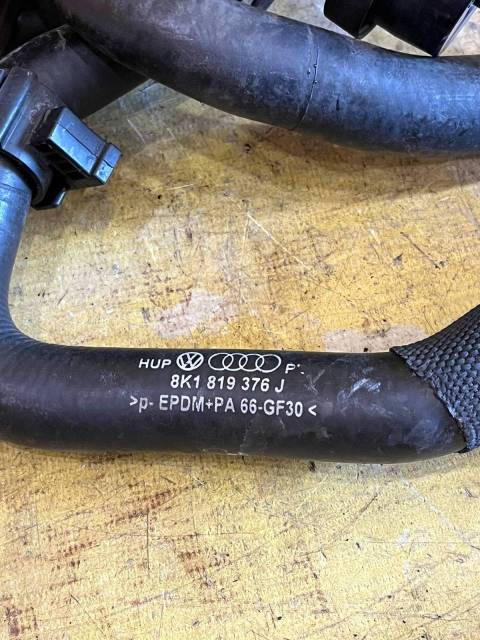 HUP
8K1 819 376 J
>p- EPDM+PA 66-GF30<